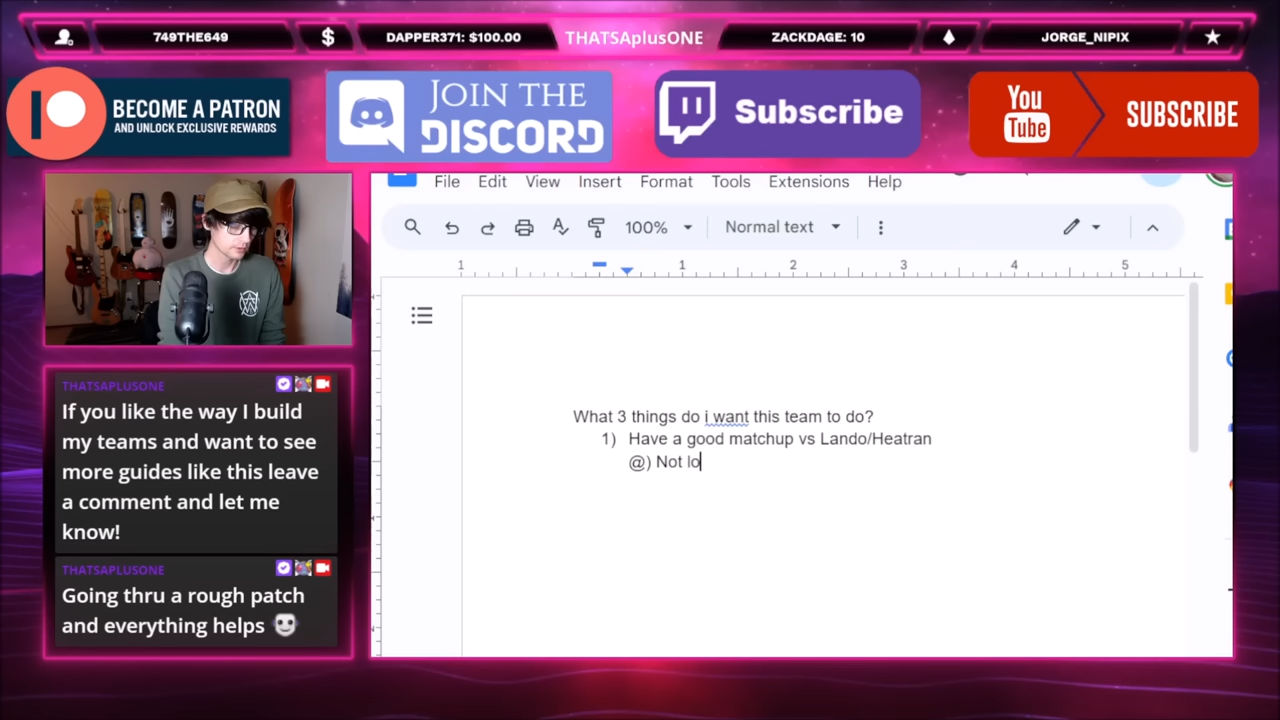 749THE649
$
DAPPER371: $100.00
THATSAplusONE
ZACKDAGE: 10
JORGE_NIPIX
BECOME A PATRON
AND UNLOCK EXCLUSIVE REWARDS
JOIN THE
DISCORD
Subscribe
You
Tube
SUBSCRIBE
File Edit View Insert Format Tools Extensions Help
100% Normal text
1 1 2 3 4 5
What 3 things do i want this team to do?
1) Have a good matchup vs Lando/Heatran
@) Not lo
THATSAPLUSONE
If you like the way I build
my teams and want to see
more guides like this leave
a comment and let me
know!
THATSAPLUSONE
Going thru a rough patch
and everything helps